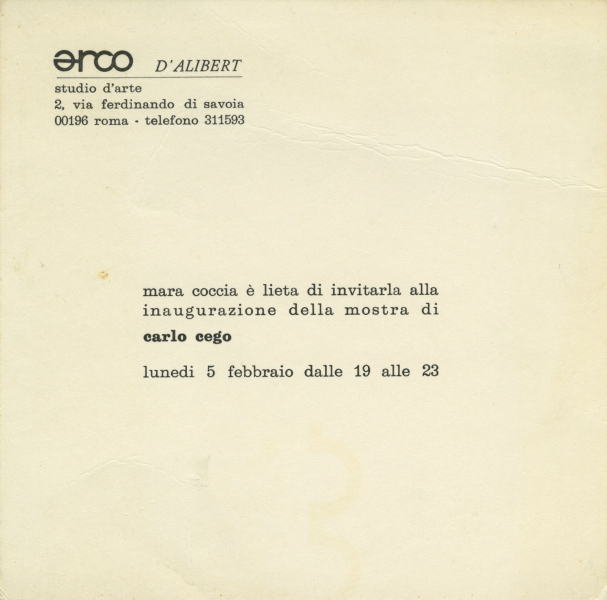 arco D'ALIBERT
studio d'arte
2, via ferdinando di savoia
00196 roma - telefono 311593
mara coccia è lieta di invitarla alla
inaugurazione della mostra di
carlo cego
lunedi 5 febbraio dalle 19 alle 23